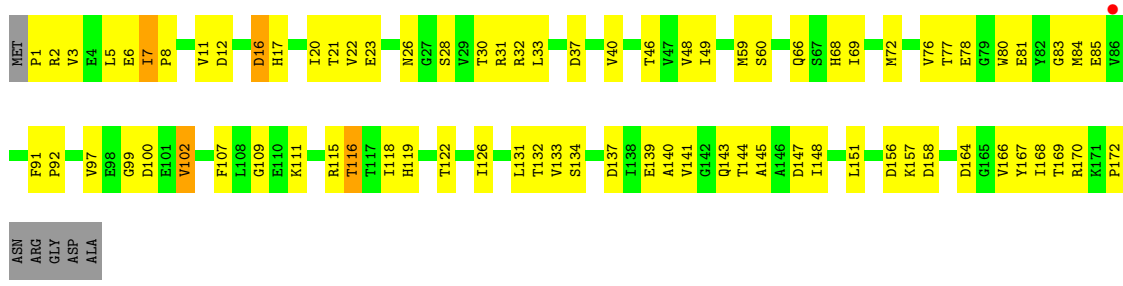 MET P1 R2 V3 E4 L5 E6 I7 P8 V11 D12 D16 H17 I20 T21 V22 E23 N26 G27 S28 V29 T30 R31 R32 L33 D37 V40 T46 V47 V48 I49 M59 S60 Q66 S67 H68 I69 M72 V76 T77 E78 G79 W80 E81 Y82 G83 M84 E85 V86
F91 P92 V97 E98 G99 D100 E101 V102 F107 L108 G109 E110 K111 R115 T116 T117 I118 H119 T122 I126 L131 T132 V133 S134 D137 I138 E139 A140 V141 G142 Q143 T144 A145 A146 D147 I148 L151 D156 K157 D158 D164 G165 V166 Y167 I168 T169 R170 K171 P172
ASN ARG GLY ASP ALA